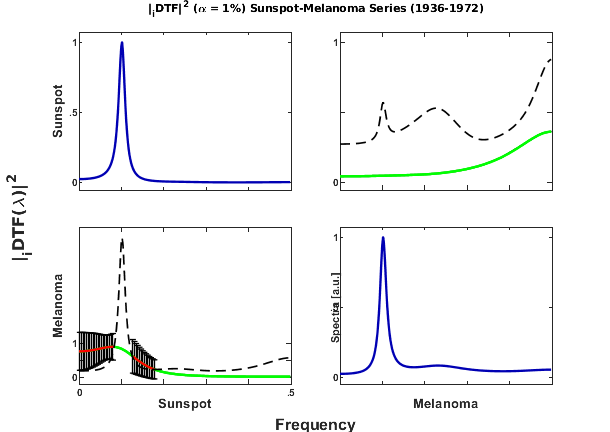 |ᵢDTF|² (α = 1%) Sunspot-Melanoma Series (1936-1972)
Sunspot
1
.5
0
1
0
|ᵢDTF(λ)|²
Melanoma
1
0
0
.5
Sunspot
Spectra [a.u.]
1
0
Melanoma
Frequency